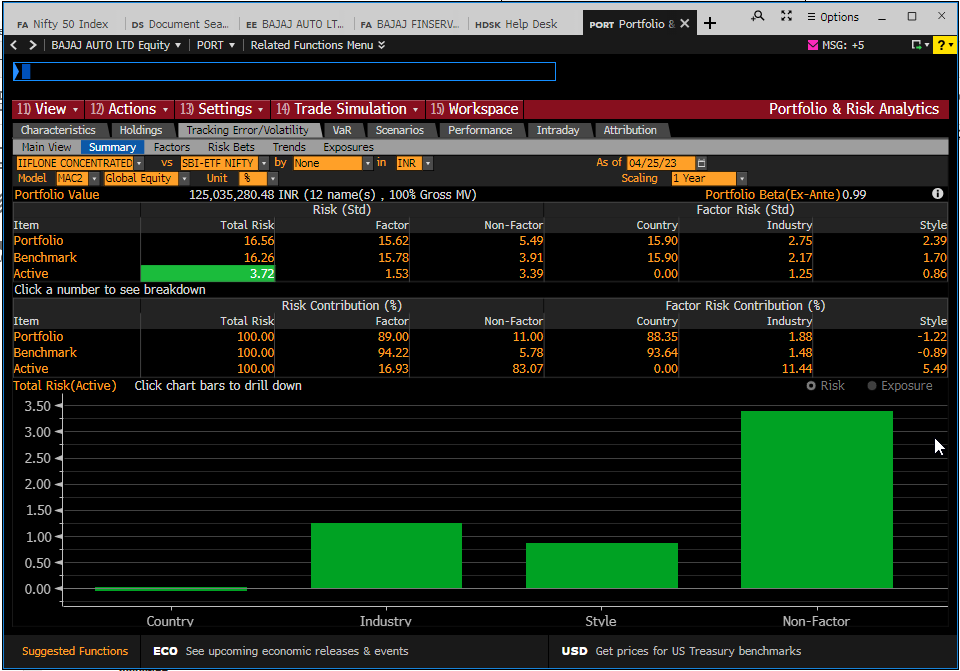 FA Nifty 50 Index DS Document Sea... EE BAJAJ AUTO LT... FA BAJAJ FINSERV... HDSK Help Desk PORT Portfolio & Options
BAJAJ AUTO LTD Equity PORT Related Functions Menu MSG: +5 ?
11) View 12) Actions 13) Settings 14) Trade Simulation 15) Workspace Portfolio & Risk Analytics
Characteristics Holdings Tracking Error/Volatility VaR Scenarios Performance Intraday Attribution
Main View Summary Factors Risk Bets Trends Exposures
IIFLONE CONCENTRATED vs SBI-ETF NIFTY by None in INR As of 04/25/23
Model MAC2 Global Equity Unit % Scaling 1 Year
Portfolio Value 125,035,280.48 INR (12 name(s) , 100% Gross MV) Portfolio Beta(Ex-Ante) 0.99
Risk (Std) Factor Risk (Std)
Item Total Risk Factor Non-Factor Country Industry Style
Portfolio 16.56 15.62 5.49 15.90 2.75 2.39
Benchmark 16.26 15.78 3.91 15.90 2.17 1.70
Active 3.72 1.53 3.39 0.00 1.25 0.86
Click a number to see breakdown
Risk Contribution (%) Factor Risk Contribution (%)
Item Total Risk Factor Non-Factor Country Industry Style
Portfolio 100.00 89.00 11.00 88.35 1.88 -1.22
Benchmark 100.00 94.22 5.78 93.64 1.48 -0.89
Active 100.00 16.93 83.07 0.00 11.44 5.49
Total Risk(Active) Click chart bars to drill down Risk Exposure
3.50
3.00
2.50
2.00
1.50
1.00
0.50
0.00
Country Industry Style Non-Factor
Suggested Functions ECO See upcoming economic releases & events USD Get prices for US Treasury benchmarks